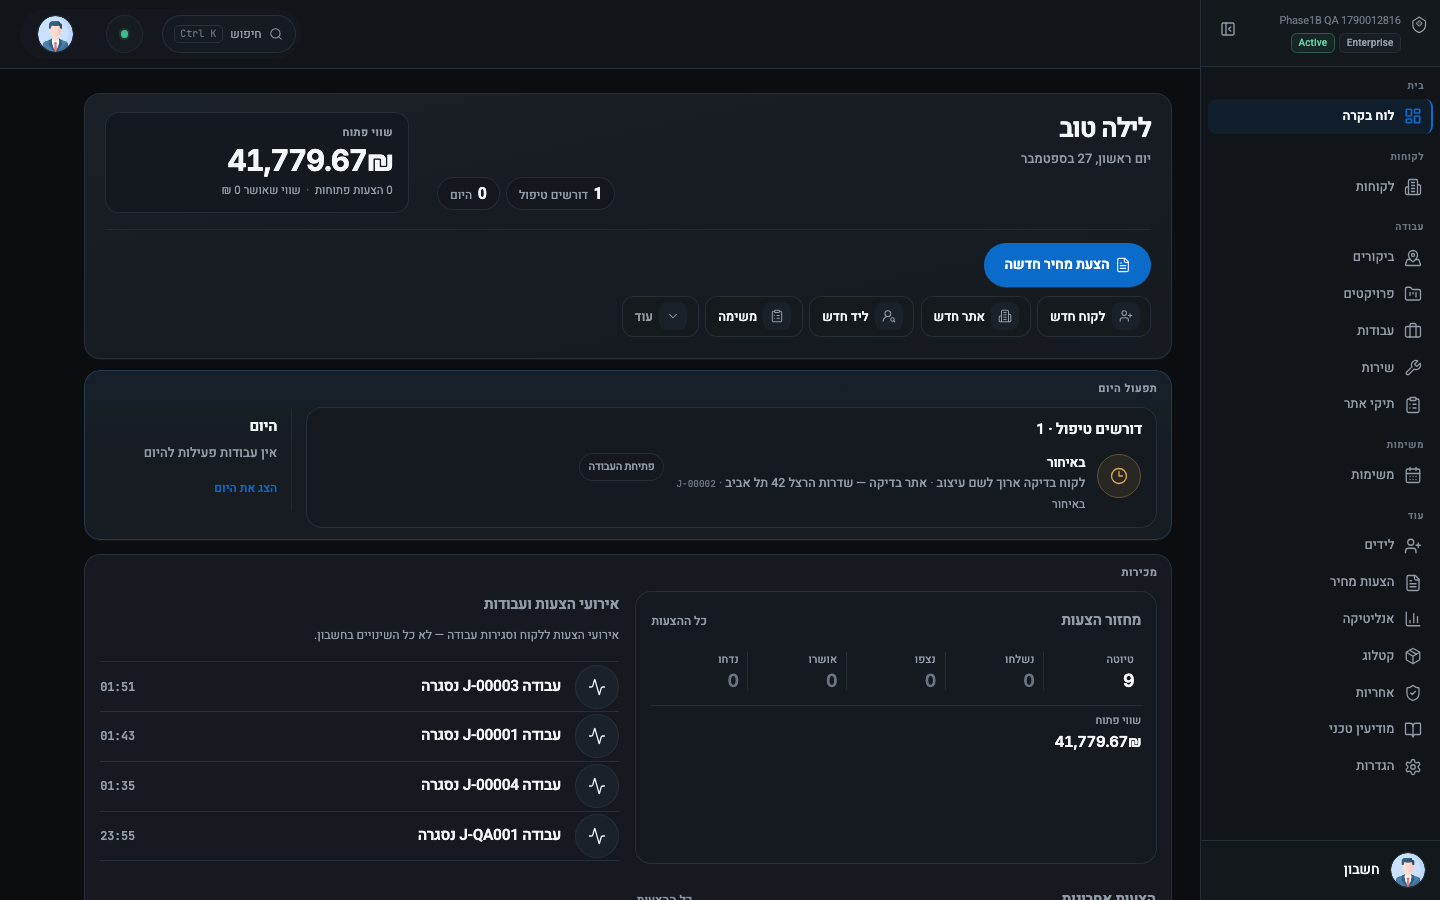 Phase1B QA 1790012816
Enterprise
Active
בית
לוח בקרה
לקוחות
לקוחות
עבודה
ביקורים
פרויקטים
עבודות
שירות
תיקי אתר
משימות
משימות
עוד
לידים
הצעות מחיר
אנליטיקה
קטלוג
אחריות
מודיעין טכני
הגדרות
חשבון
חיפוש
Ctrl K
לילה טוב
יום ראשון, 27 בספטמבר
1 דורשים טיפול
0 היום
שווי פתוח
41,779.67₪
0 הצעות פתוחות · שווי שאושר 0 ₪
הצעת מחיר חדשה
לקוח חדש
אתר חדש
ליד חדש
משימה
עוד
תפעול היום
דורשים טיפול · 1
באיחור
לקוח בדיקה ארוך לשם עיצוב · אתר בדיקה — שדרות הרצל 42 תל אביב · J-00002
באיחור
פתיחת העבודה
היום
אין עבודות פעילות להיום
הצג את היום
מכירות
מחזור הצעות
כל ההצעות
טיוטה
9
נשלחו
0
נצפו
0
אושרו
0
נדחו
0
שווי פתוח
41,779.67₪
אירועי הצעות ועבודות
אירועי הצעות ללקוח וסגירות עבודה — לא כל השינויים בחשבון.
עבודה J-00003 נסגרה
01:51
עבודה J-00001 נסגרה
01:43
עבודה J-00004 נסגרה
01:35
עבודה J-QA001 נסגרה
23:55
הצעות אחרונות
כל ההצעות